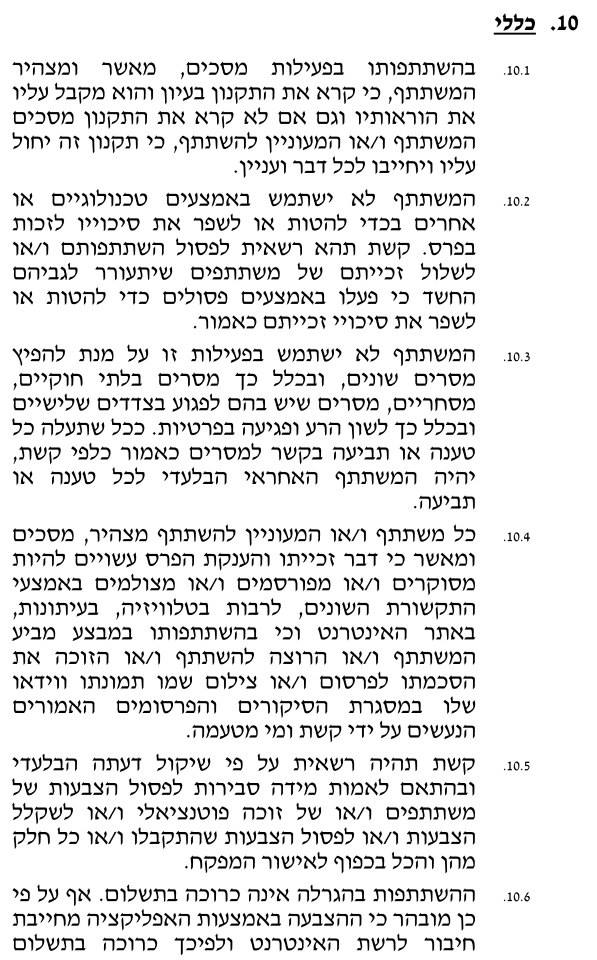 10. כללי
10.1. בהשתתפותו בפעילות מסכים, מאשר ומצהיר
המשתתף, כי קרא את התקנון בעיון והוא מקבל עליו
את הוראותיו וגם אם לא קרא את התקנון מסכים
המשתתף ו/או המעוניין להשתתף, כי תקנון זה יחול
עליו ויחייבו לכל דבר ועניין.
10.2. המשתתף לא ישתמש באמצעים טכנולוגיים או
אחרים בכדי להטות או לשפר את סיכוייו לזכות
בפרס. קשת תהא רשאית לפסול השתתפותם ו/או
לשלול זכייתם של משתתפים שיתעורר לגביהם
החשד כי פעלו באמצעים פסולים כדי להטות או
לשפר את סיכויי זכייתם כאמור.
10.3. המשתתף לא ישתמש בפעילות זו על מנת להפיץ
מסרים שונים, ובכלל כך מסרים בלתי חוקיים,
מסחריים, מסרים שיש בהם לפגוע בצדדים שלישיים
ובכלל כך לשון הרע ופגיעה בפרטיות. ככל שתעלה כל
טענה או תביעה בקשר למסרים כאמור כלפי קשת,
יהיה המשתתף האחראי הבלעדי לכל טענה או
תביעה.
10.4. כל משתתף ו/או המעוניין להשתתף מצהיר, מסכים
ומאשר כי דבר זכייתו והענקת הפרס עשויים להיות
מסוקרים ו/או מפורסמים ו/או מצולמים באמצעי
התקשורת השונים, לרבות בטלוויזיה, בעיתונות,
באתר האינטרנט וכי בהשתתפותו במבצע מביע
המשתתף ו/או הרוצה להשתתף ו/או הזוכה את
הסכמתו לפרסום ו/או צילום שמו תמונתו ווידאו
שלו במסגרת הסיקורים והפרסומים האמורים
הנעשים על ידי קשת ומי מטעמה.
10.5. קשת תהיה רשאית על פי שיקול דעתה הבלעדי
ובהתאם לאמות מידה סבירות לפסול הצבעות של
משתתפים ו/או של זוכה פוטנציאלי ו/או לשקלל
הצבעות ו/או לפסול הצבעות שהתקבלו ו/או כל חלק
מהן והכל בכפוף לאישור המפקח.
10.6. ההשתתפות בהגרלה אינה כרוכה בתשלום. אף על פי
כן מובהר כי ההצבעה באמצעות האפליקציה מחייבת
חיבור לרשת האינטרנט ולפיכך כרוכה בתשלום